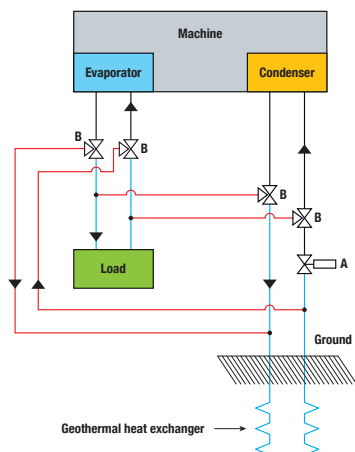 Machine
Evaporator
Condenser
B
B
B
B
A
Load
Ground
Geothermal heat exchanger